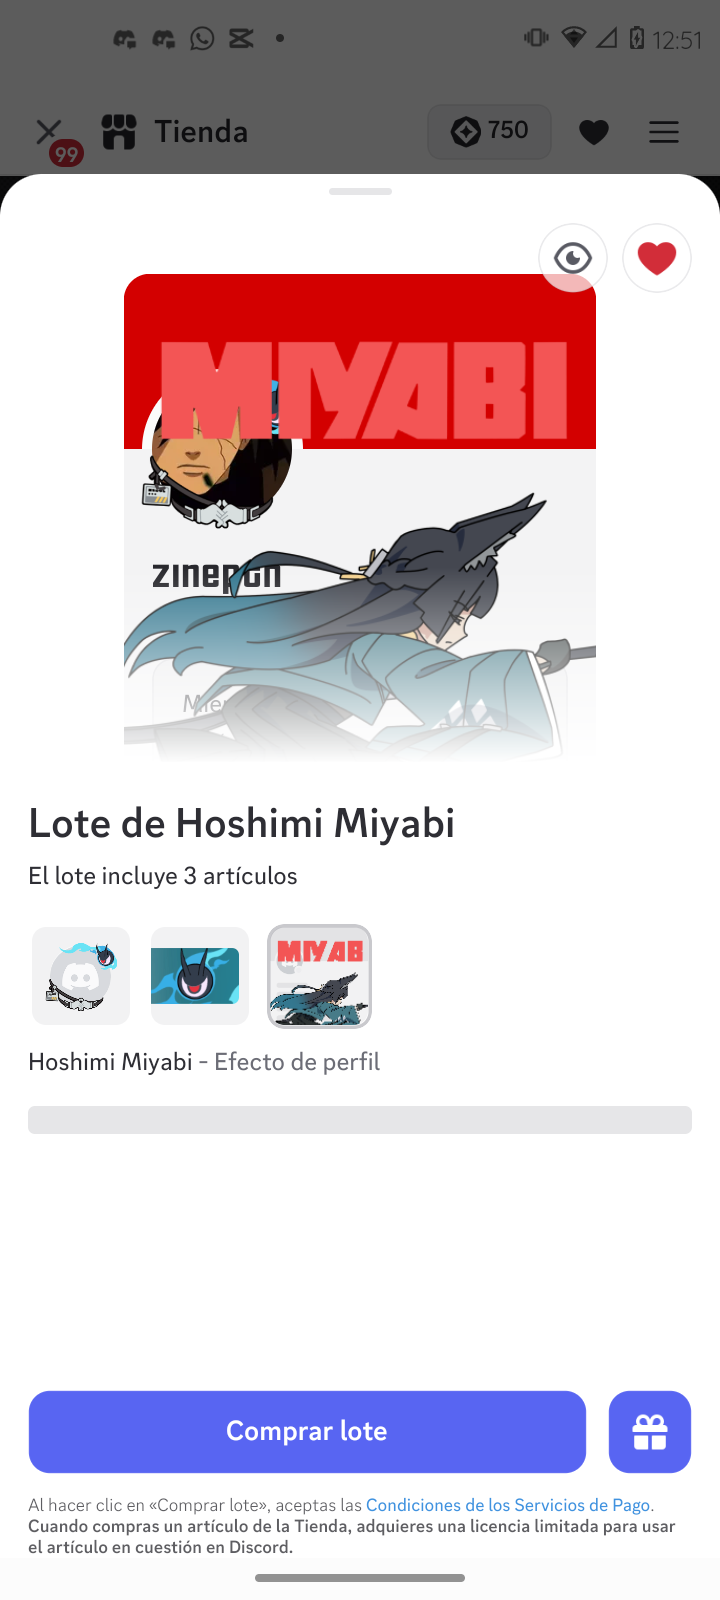 12:51
99
Tienda
750
MIYABI
zinepon
Mie
Lote de Hoshimi Miyabi
El lote incluye 3 artículos
MIYAB
Hoshimi Miyabi - Efecto de perfil
Comprar lote
Al hacer clic en «Comprar lote», aceptas las Condiciones de los Servicios de Pago.
Cuando compras un artículo de la Tienda, adquieres una licencia limitada para usar
el artículo en cuestión en Discord.